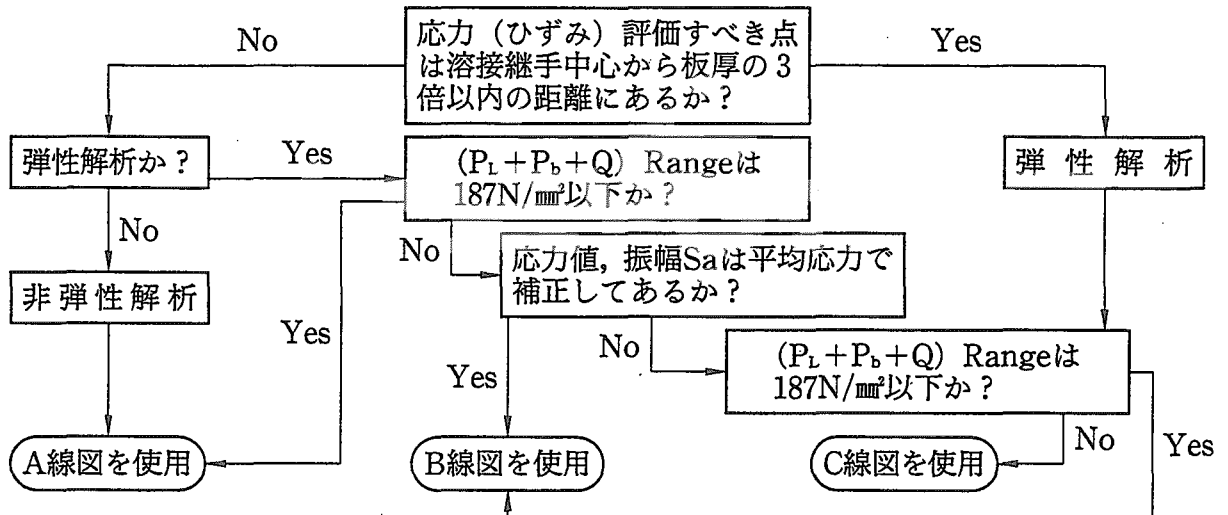 No
応力（ひずみ）評価すべき点
は溶接継手中心から板厚の3
倍以内の距離にあるか？
Yes
弾性解析か？
Yes
(PL＋Pb＋Q) Rangeは
187N/㎟以下か？
弾性解析
No
No
応力値，振幅Saは平均応力で
補正してあるか？
非弾性解析
Yes
Yes
No
(PL＋Pb＋Q) Rangeは
187N/㎟以下か？
No
Yes
A線図を使用
B線図を使用
C線図を使用